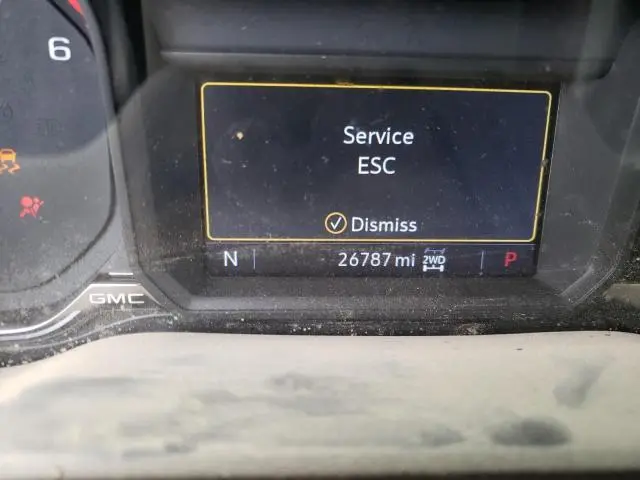 6
Service
ESC
Dismiss
N 26787 mi 2WD P
GMC